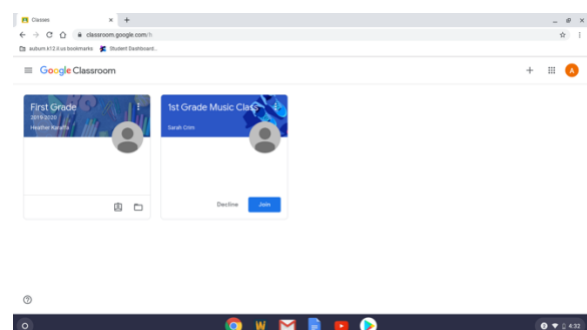 Classes
classroom.google.com/h
auburn.k12.il.us bookmarks
Student Dashboard...
Google Classroom
A
First Grade
2019-2020
Heather Karaffa
1st Grade Music Class
Sarah Crim
Decline
Join
4:32